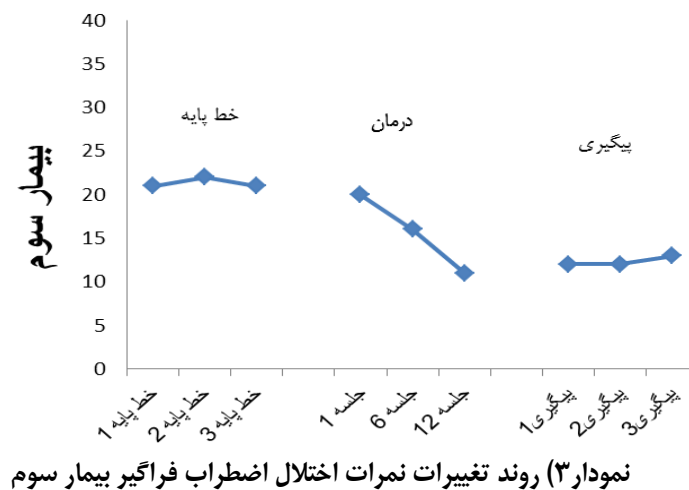 40
35
30
25
20
15
10
5
0
بیمار سوم
خط پایه
درمان
پیگیری
خط پایه 1
خط پایه 2
خط پایه 3
جلسه 1
جلسه 6
جلسه 12
پیگیری1
پیگیری2
پیگیری3
نمودار۳) روند تغییرات نمرات اختلال اضطراب فراگیر بیمار سوم